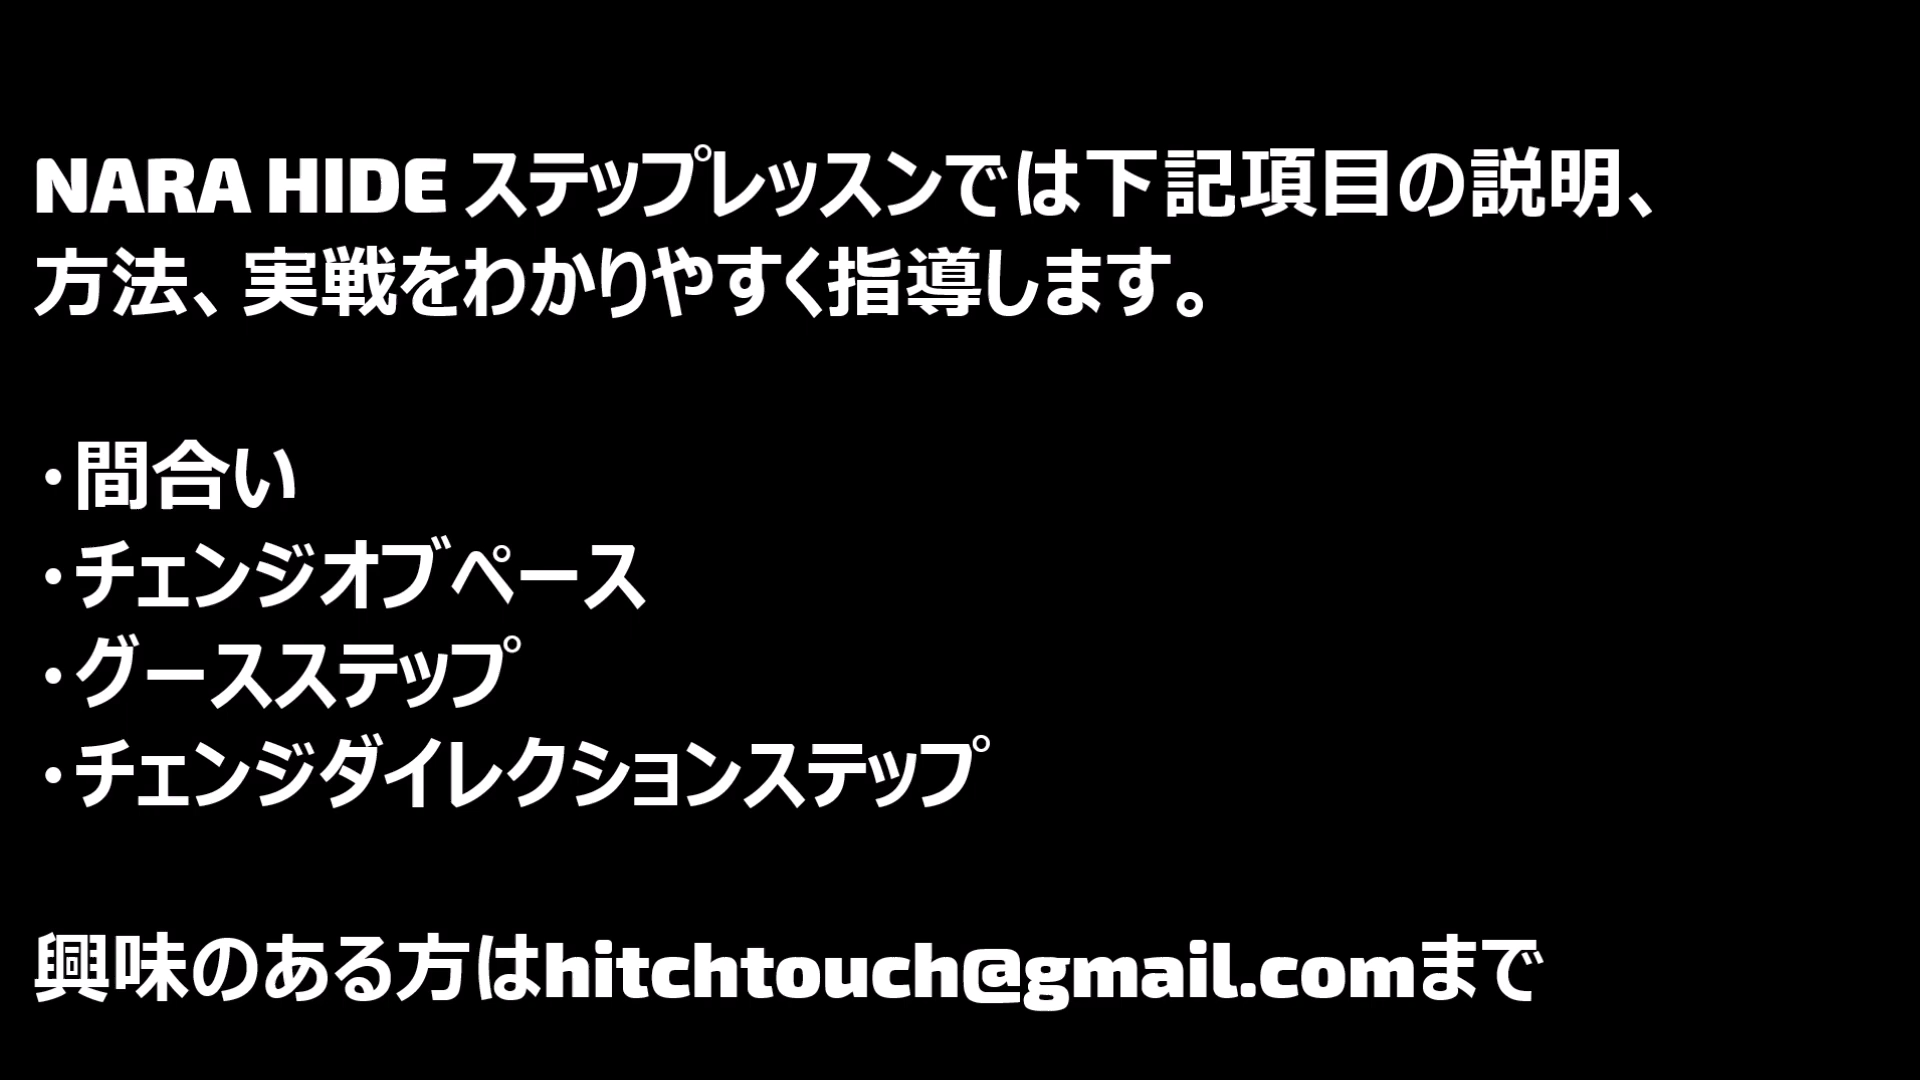 NARA HIDE ステップレッスンでは下記項目の説明、
方法、実戦をわかりやすく指導します。
・間合い
・チェンジオブペース
・グースステップ
・チェンジダイレクションステップ
興味のある方はhitchtouch@gmail.comまで